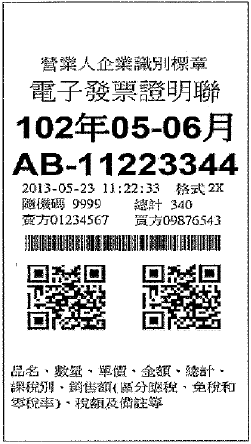 營業人企業識別標章
電子發票證明聯
102年05-06月
AB-11223344
2013-05-23 11:22:33 格式 2X
隨機碼 9999 總計 340
賣方01234567 買方09876543
品名、數量、單價、金額、總計、
課稅別、銷售額(區分應稅、免稅和
零稅率)、稅額及備註等